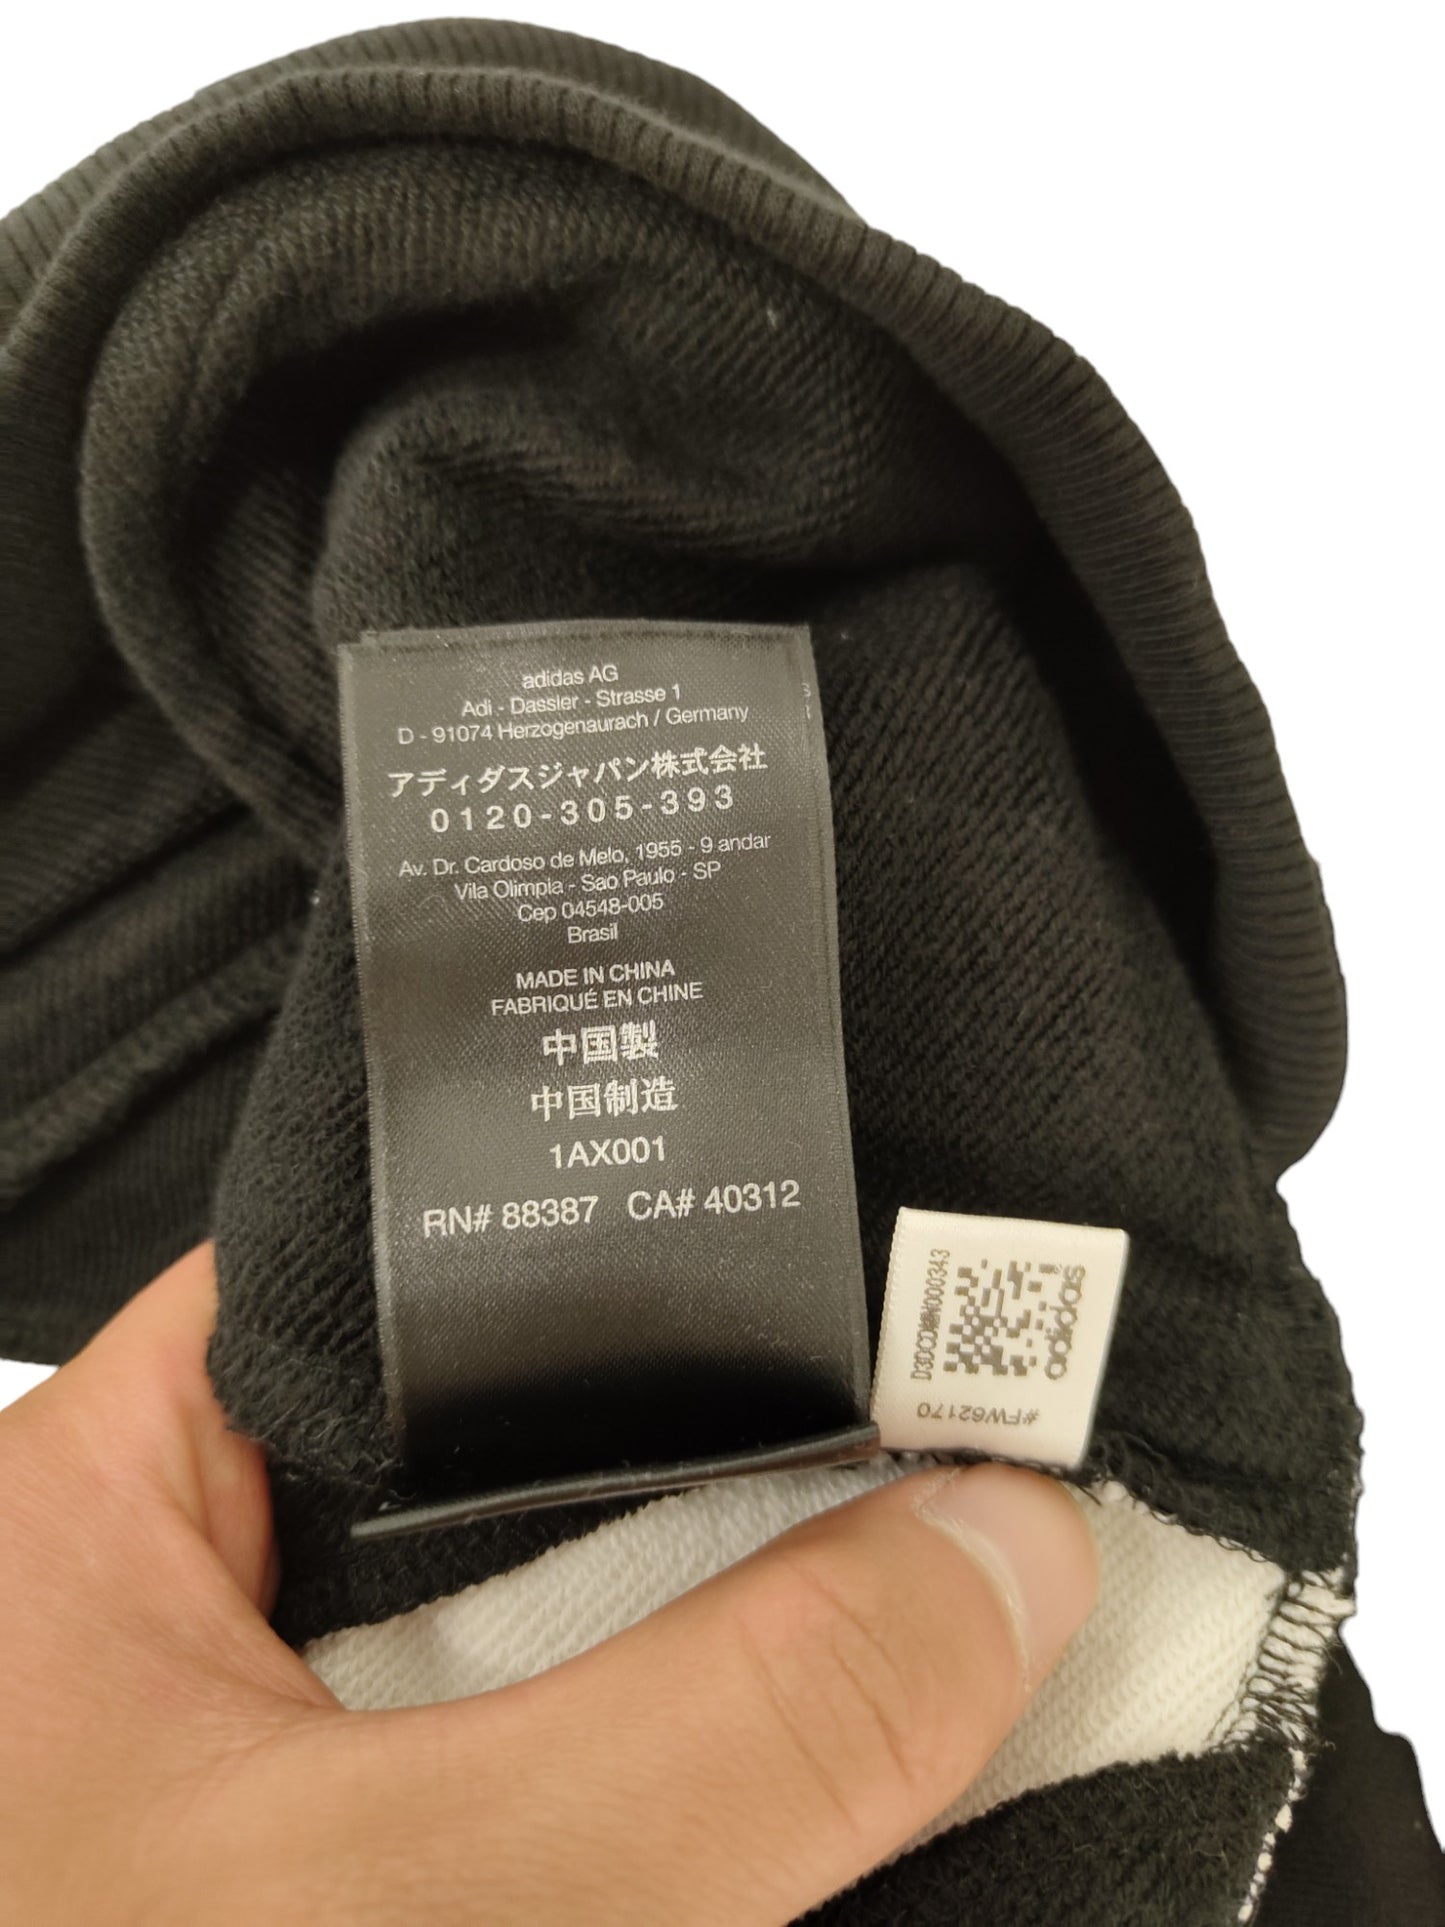 adidas AG
Adi - Dassler - Strasse 1
D - 91074 Herzogenaurach / Germany
アディダスジャパン株式会社
0120-305-393
Av. Dr. Cardoso de Melo, 1955 - 9 andar
Vila Olimpia - Sao Paulo - SP
Cep 04548-005
Brasil
MADE IN CHINA
FABRIQUÉ EN CHINE
中国製
中国制造
1AX001
RN# 88387 CA# 40312
adidas
#FW62170